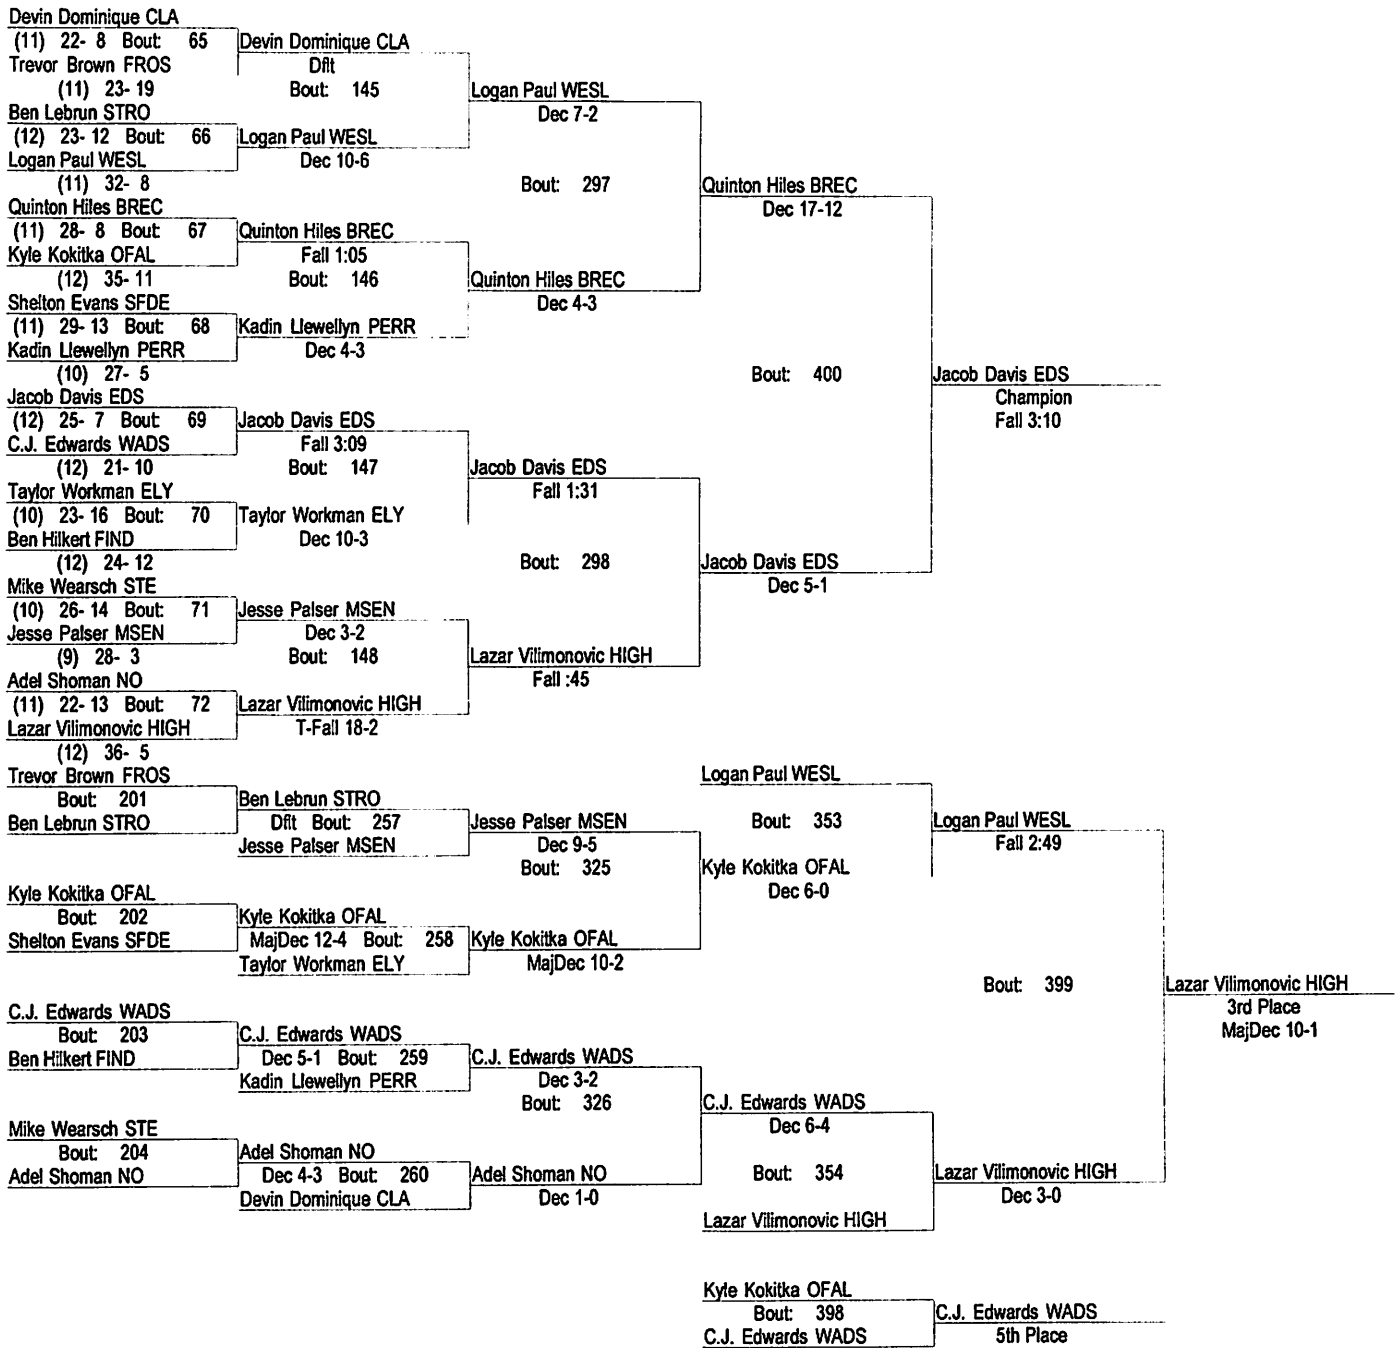 Devin Dominique CLA
(11) 22- 8 Bout: 65
Trevor Brown FROS
(11) 23- 19
Ben Lebrun STRO
(12) 23- 12 Bout: 66
Logan Paul WESL
(11) 32- 8
Quinton Hiles BREC
(11) 28- 8 Bout: 67
Kyle Kokitka OFAL
(12) 35- 11
Shelton Evans SFDE
(11) 29- 13 Bout: 68
Kadin Llewellyn PERR
(10) 27- 5
Jacob Davis EDS
(12) 25- 7 Bout: 69
C.J. Edwards WADS
(12) 21- 10
Taylor Workman ELY
(10) 23- 16 Bout: 70
Ben Hilkert FIND
(12) 24- 12
Mike Wearsch STE
(10) 26- 14 Bout: 71
Jesse Palser MSEN
(9) 28- 3
Adel Shoman NO
(11) 22- 13 Bout: 72
Lazar Vilimonovic HIGH
(12) 36- 5
Devin Dominique CLA
Dflt
Bout: 145
Logan Paul WESL
Dec 10-6
Quinton Hiles BREC
Fall 1:05
Bout: 146
Kadin Llewellyn PERR
Dec 4-3
Jacob Davis EDS
Fall 3:09
Bout: 147
Taylor Workman ELY
Dec 10-3
Jesse Palser MSEN
Dec 3-2
Bout: 148
Lazar Vilimonovic HIGH
T-Fall 18-2
Logan Paul WESL
Dec 7-2
Bout: 297
Quinton Hiles BREC
Dec 4-3
Jacob Davis EDS
Fall 1:31
Bout: 298
Lazar Vilimonovic HIGH
Fall :45
Quinton Hiles BREC
Dec 17-12
Bout: 400
Jacob Davis EDS
Dec 5-1
Jacob Davis EDS
Champion
Fall 3:10
Trevor Brown FROS
Bout: 201
Ben Lebrun STRO
Kyle Kokitka OFAL
Bout: 202
Shelton Evans SFDE
C.J. Edwards WADS
Bout: 203
Ben Hilkert FIND
Mike Wearsch STE
Bout: 204
Adel Shoman NO
Ben Lebrun STRO
Dflt Bout: 257
Jesse Palser MSEN
Kyle Kokitka OFAL
MajDec 12-4 Bout: 258
Taylor Workman ELY
C.J. Edwards WADS
Dec 5-1 Bout: 259
Kadin Llewellyn PERR
Adel Shoman NO
Dec 4-3 Bout: 260
Devin Dominique CLA
Jesse Palser MSEN
Dec 9-5
Bout: 325
Kyle Kokitka OFAL
MajDec 10-2
C.J. Edwards WADS
Dec 3-2
Bout: 326
Adel Shoman NO
Dec 1-0
Logan Paul WESL
Bout: 353
Kyle Kokitka OFAL
Dec 6-0
C.J. Edwards WADS
Dec 6-4
Bout: 354
Lazar Vilimonovic HIGH
Logan Paul WESL
Fall 2:49
Bout: 399
Lazar Vilimonovic HIGH
Dec 3-0
Lazar Vilimonovic HIGH
3rd Place
MajDec 10-1
Kyle Kokitka OFAL
Bout: 398
C.J. Edwards WADS
C.J. Edwards WADS
5th Place